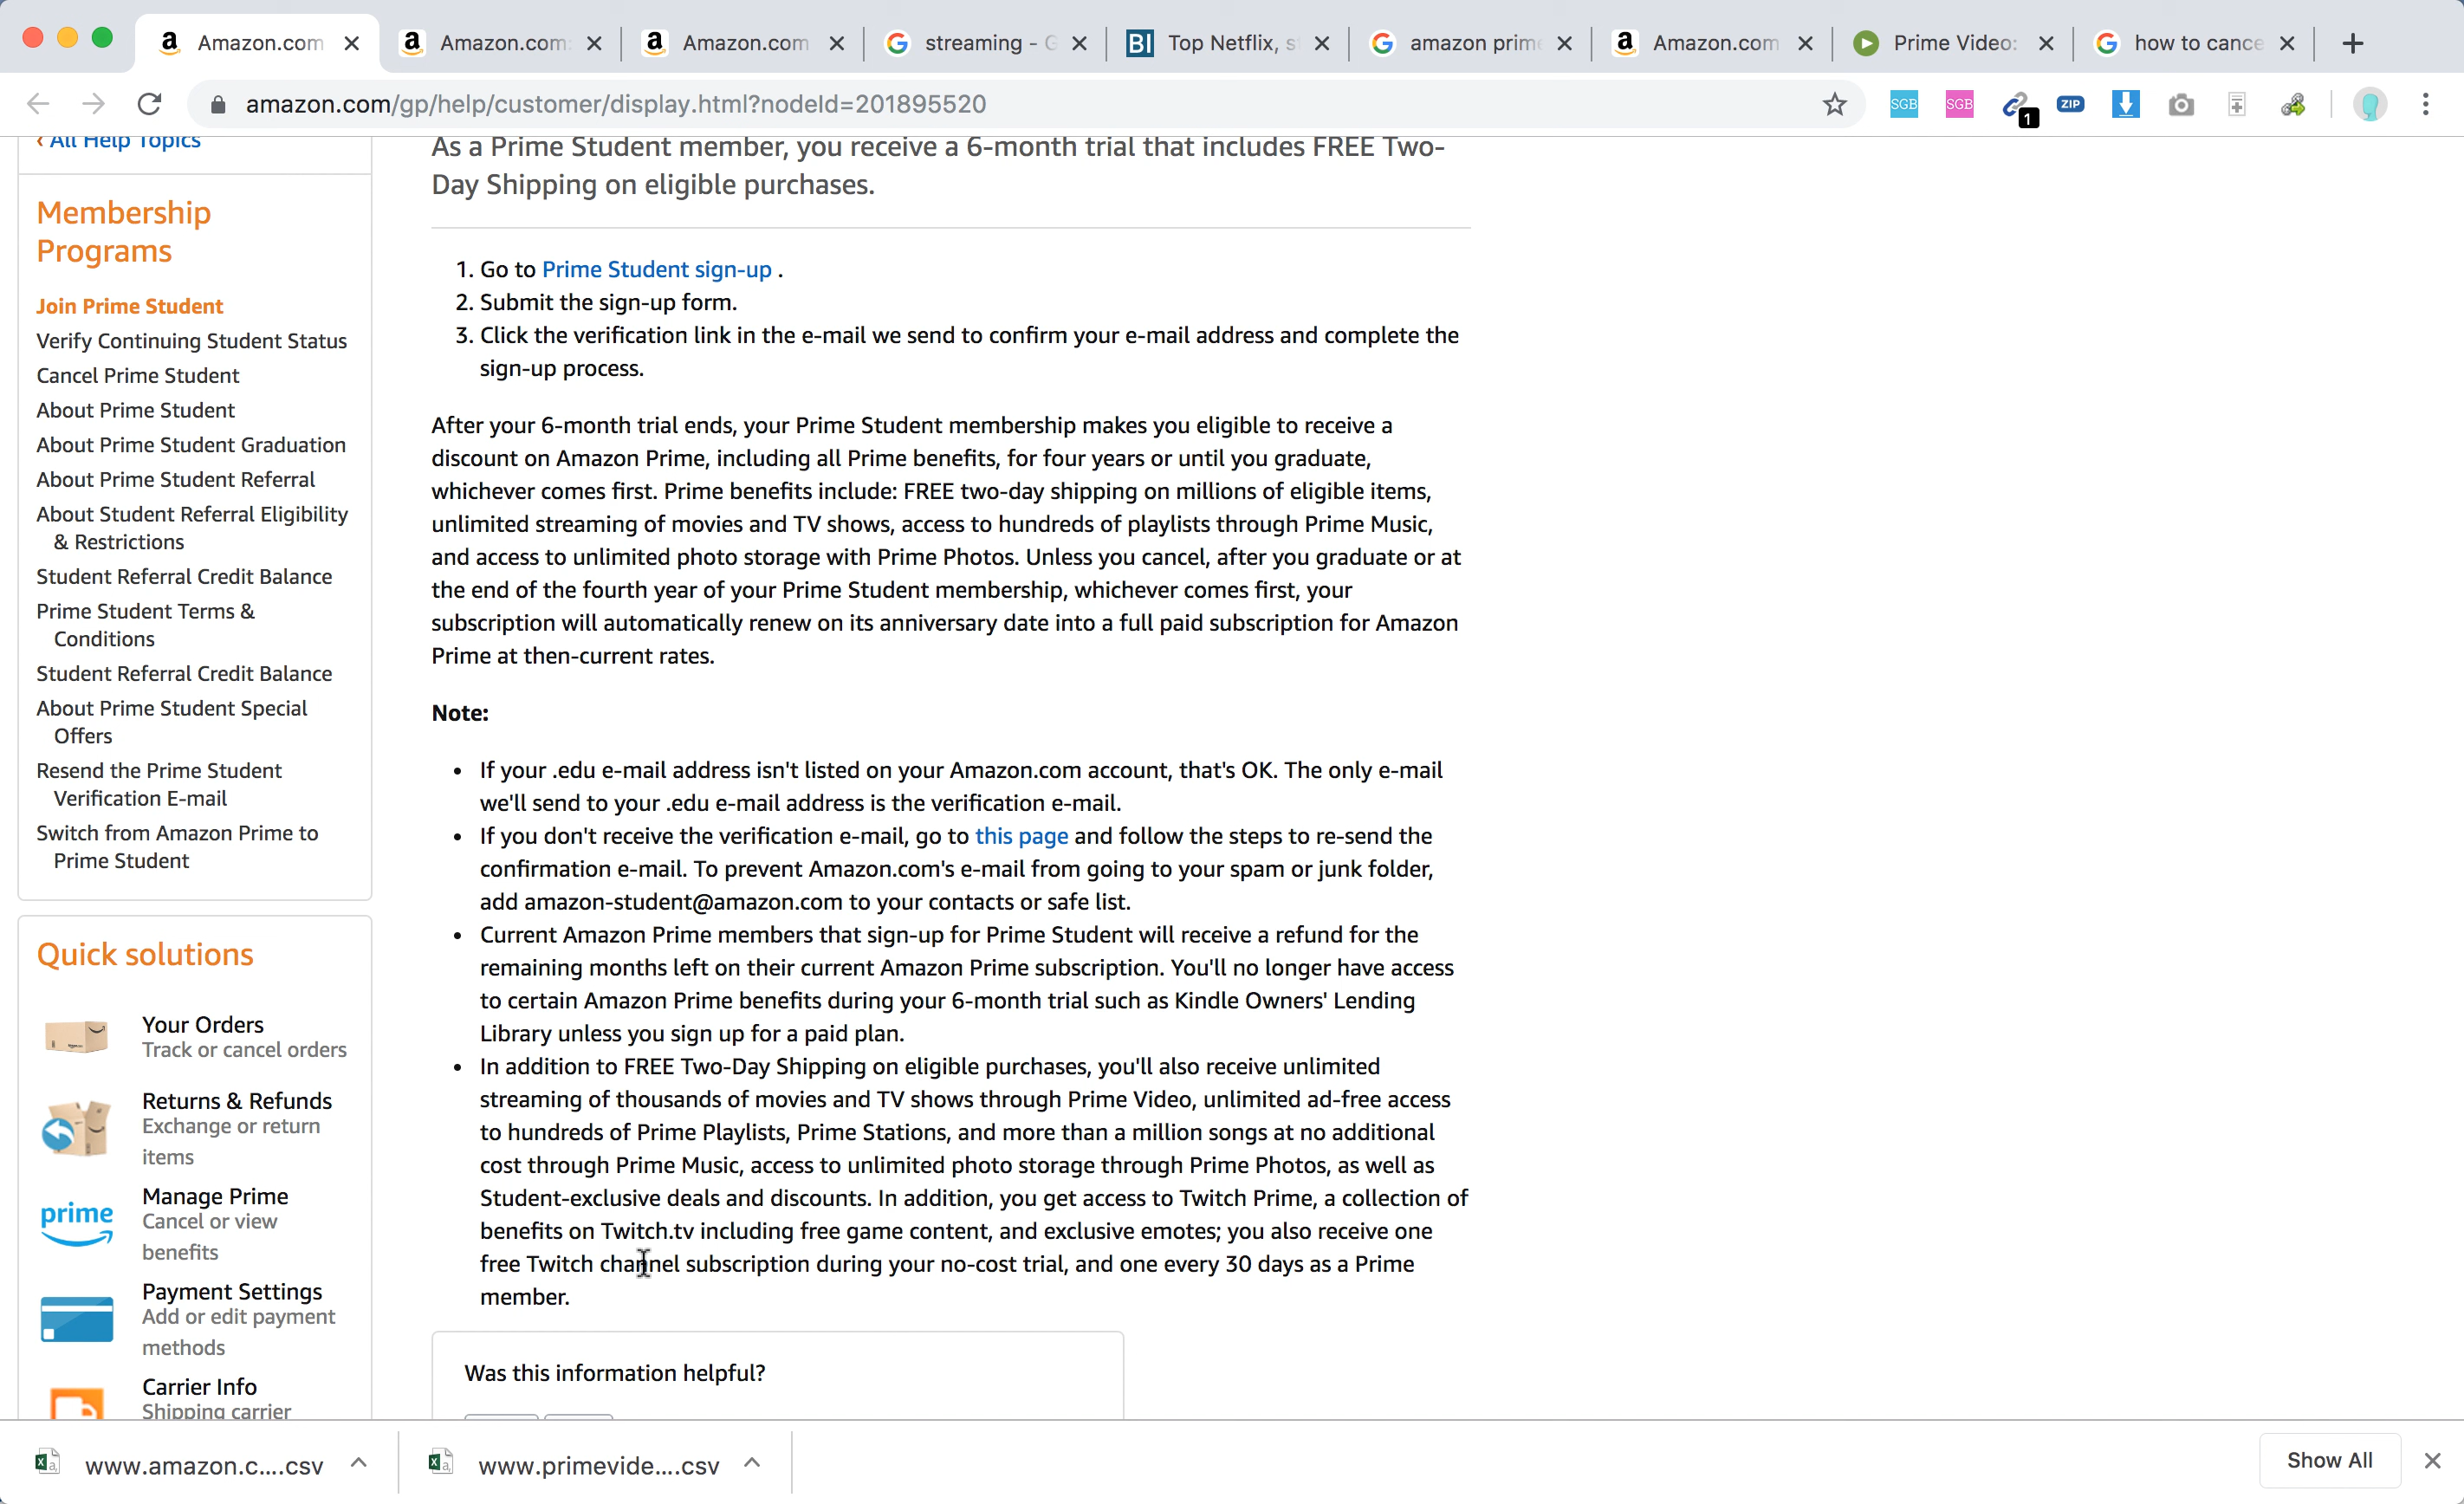 Amazon.com
Amazon.com:
Amazon.com
streaming - G
Top Netflix, s
amazon prim
Amazon.com
Prime Video:
how to cance
amazon.com/gp/help/customer/display.html?nodeId=201895520
SGB
SGB
1
ZIP
‹ All Help Topics
Membership
Programs
Join Prime Student
Verify Continuing Student Status
Cancel Prime Student
About Prime Student
About Prime Student Graduation
About Prime Student Referral
About Student Referral Eligibility
& Restrictions
Student Referral Credit Balance
Prime Student Terms &
Conditions
Student Referral Credit Balance
About Prime Student Special
Offers
Resend the Prime Student
Verification E-mail
Switch from Amazon Prime to
Prime Student
Quick solutions
Your Orders
Track or cancel orders
Returns & Refunds
Exchange or return
items
prime
Manage Prime
Cancel or view
benefits
Payment Settings
Add or edit payment
methods
Carrier Info
Shipping carrier
As a Prime Student member, you receive a 6-month trial that includes FREE Two-
Day Shipping on eligible purchases.
1. Go to Prime Student sign-up .
2. Submit the sign-up form.
3. Click the verification link in the e-mail we send to confirm your e-mail address and complete the
sign-up process.
After your 6-month trial ends, your Prime Student membership makes you eligible to receive a
discount on Amazon Prime, including all Prime benefits, for four years or until you graduate,
whichever comes first. Prime benefits include: FREE two-day shipping on millions of eligible items,
unlimited streaming of movies and TV shows, access to hundreds of playlists through Prime Music,
and access to unlimited photo storage with Prime Photos. Unless you cancel, after you graduate or at
the end of the fourth year of your Prime Student membership, whichever comes first, your
subscription will automatically renew on its anniversary date into a full paid subscription for Amazon
Prime at then-current rates.
Note:
• If your .edu e-mail address isn't listed on your Amazon.com account, that's OK. The only e-mail
we'll send to your .edu e-mail address is the verification e-mail.
• If you don't receive the verification e-mail, go to this page and follow the steps to re-send the
confirmation e-mail. To prevent Amazon.com's e-mail from going to your spam or junk folder,
add amazon-student@amazon.com to your contacts or safe list.
• Current Amazon Prime members that sign-up for Prime Student will receive a refund for the
remaining months left on their current Amazon Prime subscription. You'll no longer have access
to certain Amazon Prime benefits during your 6-month trial such as Kindle Owners' Lending
Library unless you sign up for a paid plan.
• In addition to FREE Two-Day Shipping on eligible purchases, you'll also receive unlimited
streaming of thousands of movies and TV shows through Prime Video, unlimited ad-free access
to hundreds of Prime Playlists, Prime Stations, and more than a million songs at no additional
cost through Prime Music, access to unlimited photo storage through Prime Photos, as well as
Student-exclusive deals and discounts. In addition, you get access to Twitch Prime, a collection of
benefits on Twitch.tv including free game content, and exclusive emotes; you also receive one
free Twitch channel subscription during your no-cost trial, and one every 30 days as a Prime
member.
Was this information helpful?
www.amazon.c....csv
www.primevide....csv
Show All